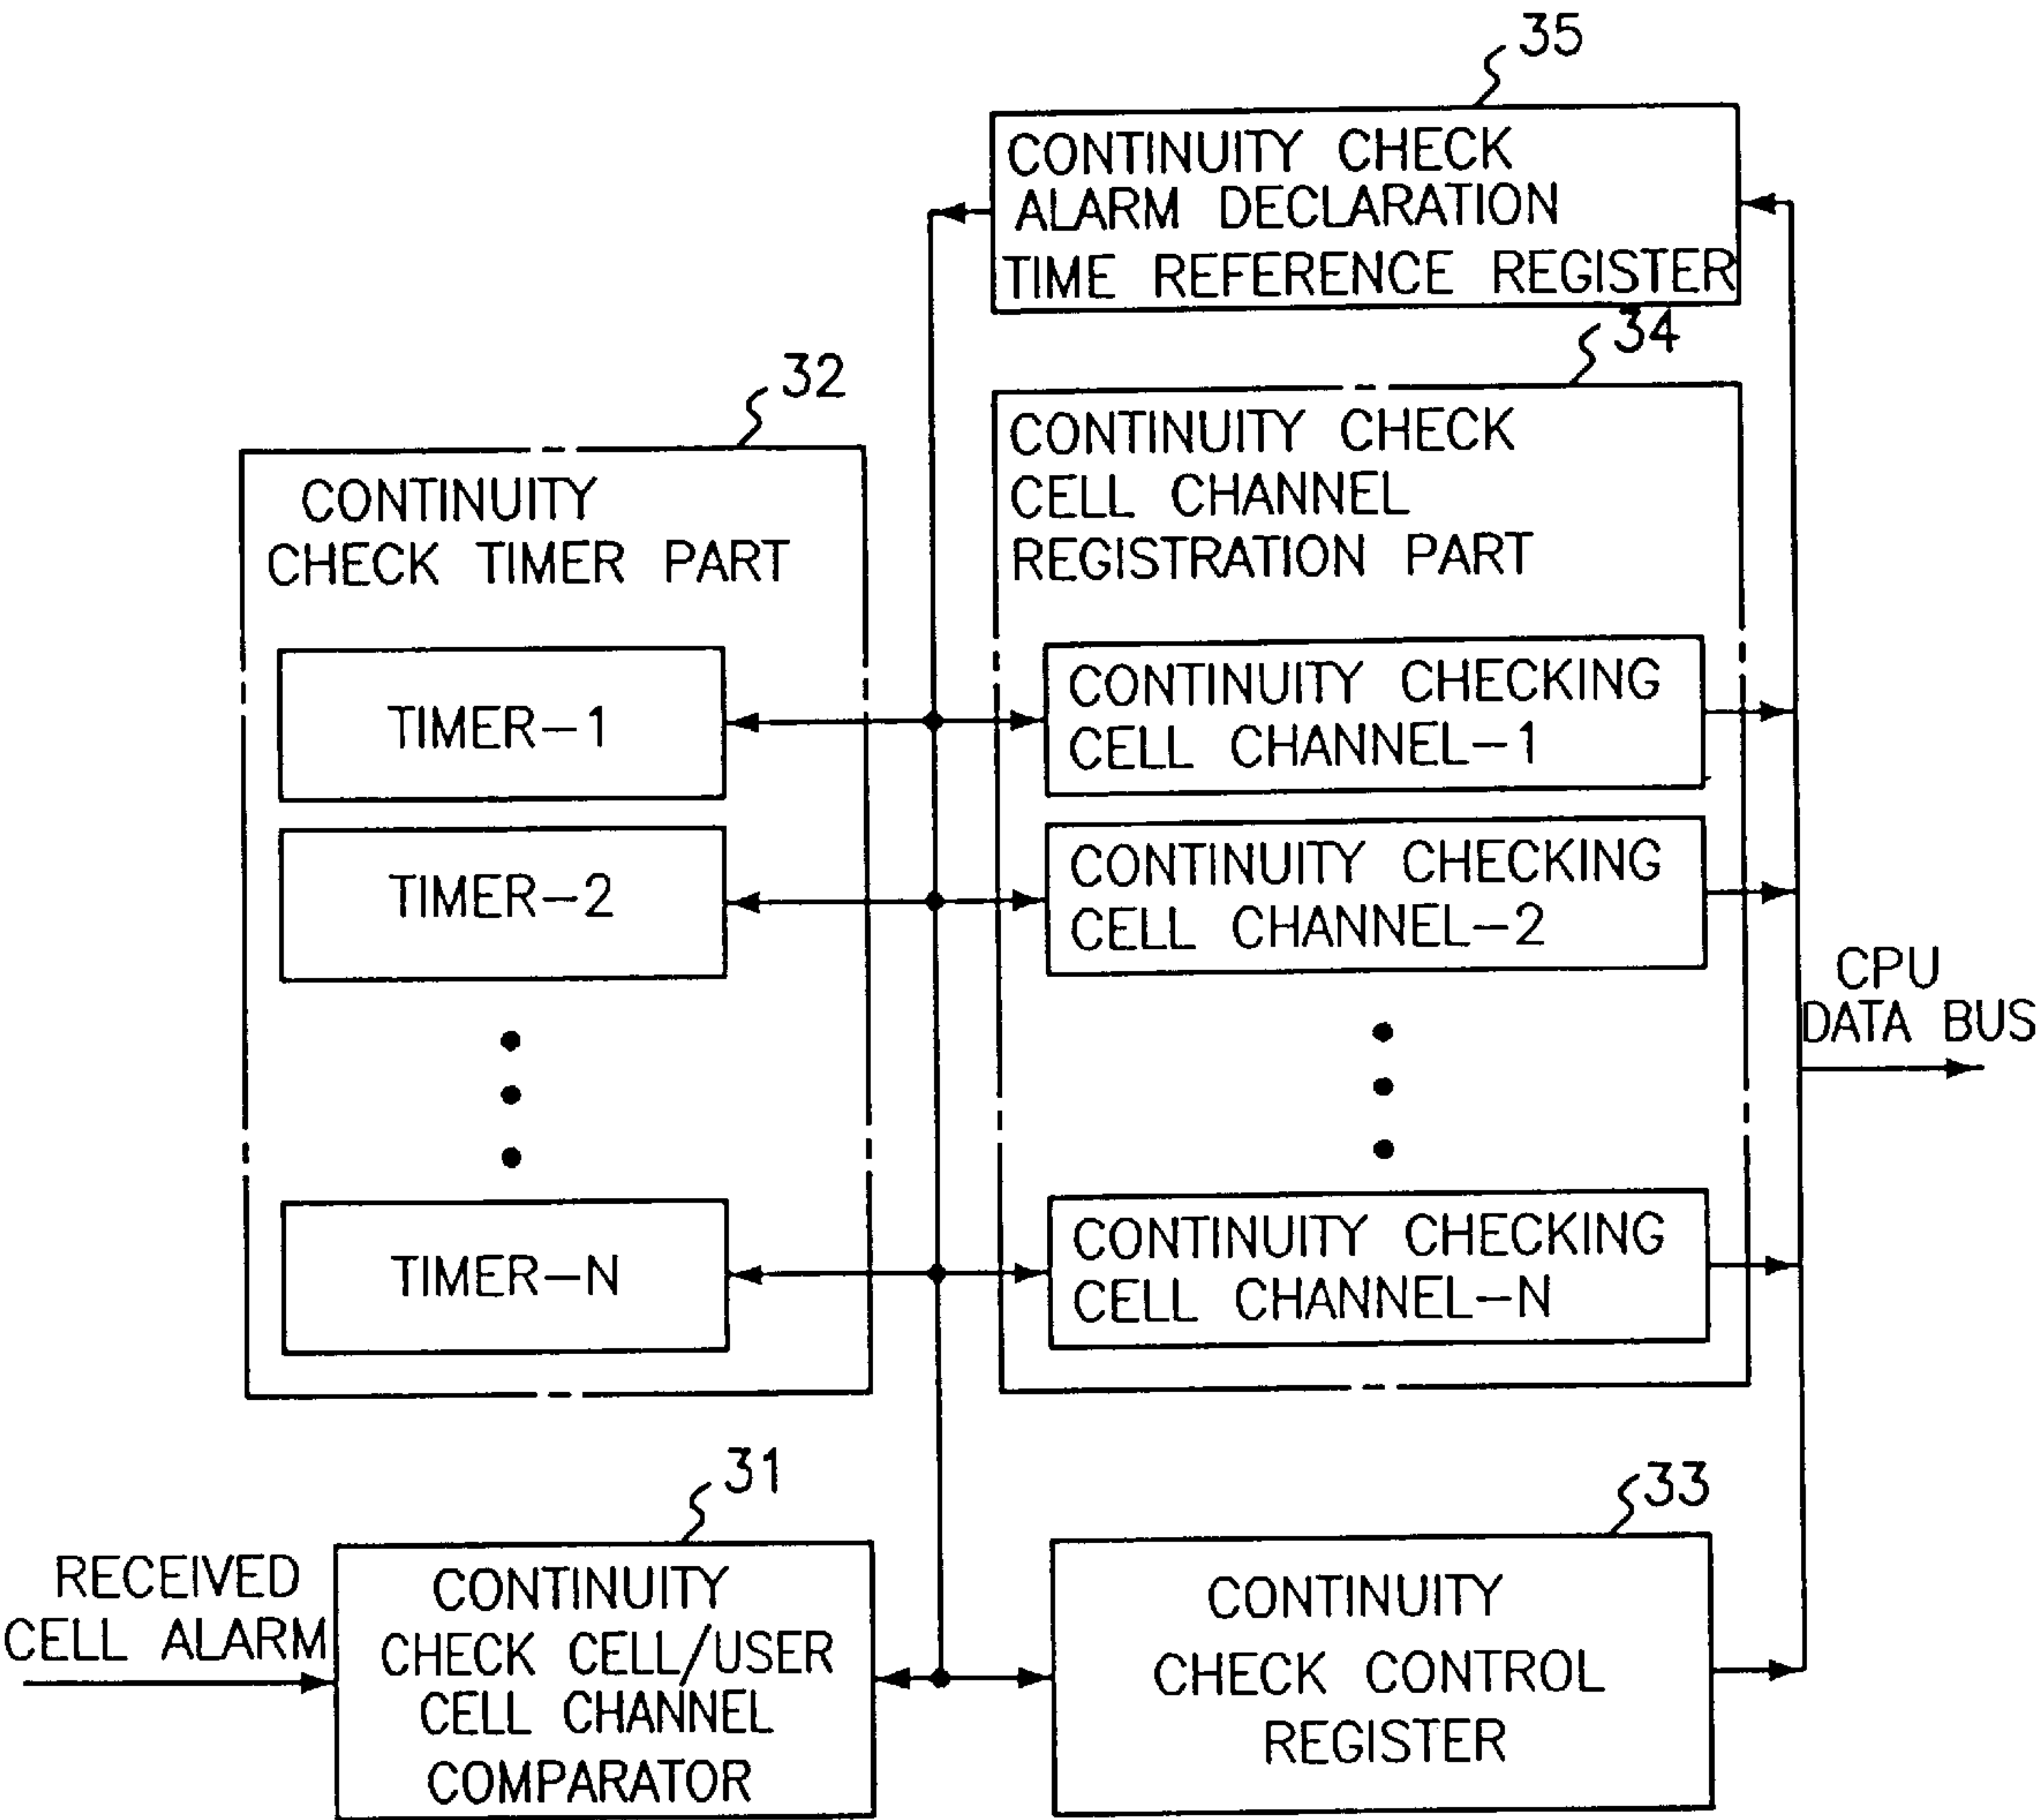 35
CONTINUITY CHECK
ALARM DECLARATION
TIME REFERENCE REGISTER
34
CONTINUITY CHECK
CELL CHANNEL
REGISTRATION PART
32
CONTINUITY
CHECK TIMER PART
TIMER-1
CONTINUITY CHECKING
CELL CHANNEL-1
TIMER-2
CONTINUITY CHECKING
CELL CHANNEL-2
CPU
DATA BUS
TIMER-N
CONTINUITY CHECKING
CELL CHANNEL-N
31
RECEIVED
CELL ALARM
CONTINUITY
CHECK CELL/USER
CELL CHANNEL
COMPARATOR
33
CONTINUITY
CHECK CONTROL
REGISTER